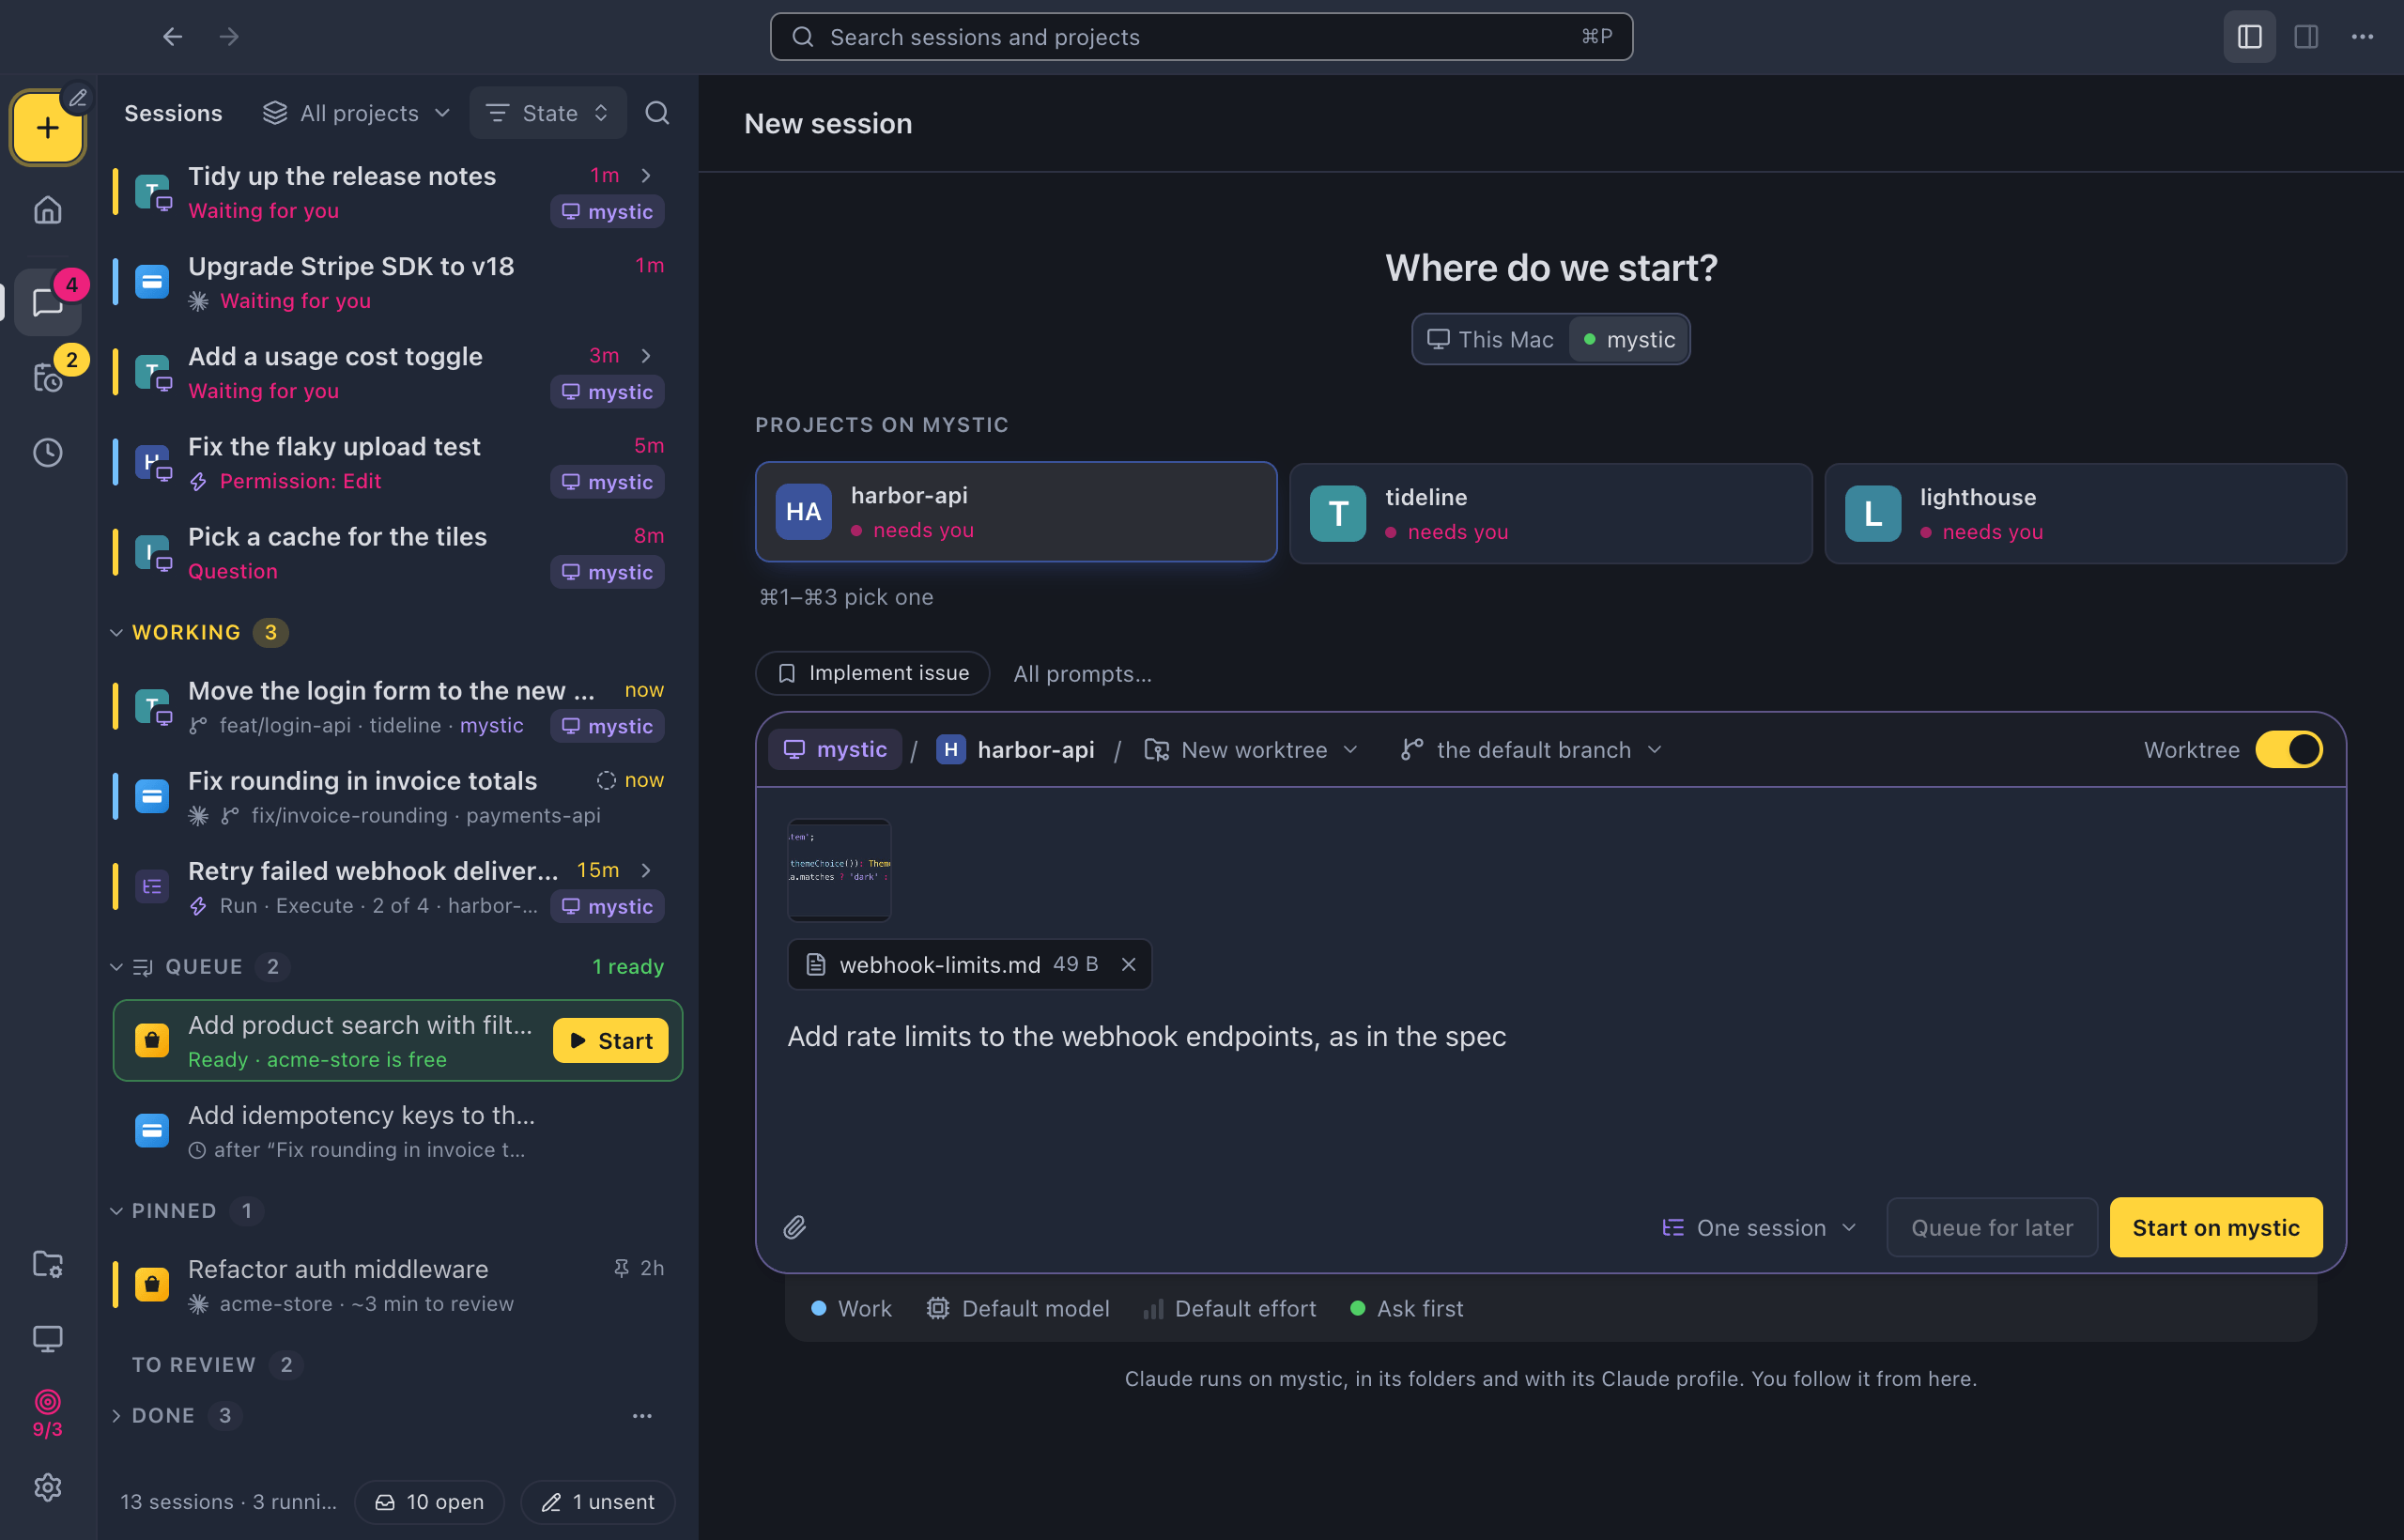 Search sessions and projects ⌘P
Sessions All projects State
Tidy up the release notes 1m
Waiting for you mystic
Upgrade Stripe SDK to v18 1m
Waiting for you
Add a usage cost toggle 3m
Waiting for you mystic
Fix the flaky upload test 5m
Permission: Edit mystic
Pick a cache for the tiles 8m
Question mystic
WORKING 3
Move the login form to the new ... now
feat/login-api · tideline · mystic mystic
Fix rounding in invoice totals now
fix/invoice-rounding · payments-api
Retry failed webhook deliver... 15m
Run · Execute · 2 of 4 · harbor-... mystic
QUEUE 2 1 ready
Add product search with filt... Start
Ready · acme-store is free
Add idempotency keys to th...
after “Fix rounding in invoice t...
PINNED 1
Refactor auth middleware 2h
acme-store · ~3 min to review
TO REVIEW 2
DONE 3
13 sessions · 3 runni... 10 open 1 unsent
4
2
9/3
New session
Where do we start?
This Mac mystic
PROJECTS ON MYSTIC
HA harbor-api
needs you
T tideline
needs you
L lighthouse
needs you
⌘1–⌘3 pick one
Implement issue All prompts...
mystic / H harbor-api / New worktree the default branch Worktree
tem';
themeChoice()): Them
a.matches ? 'dark' :
webhook-limits.md 49 B
Add rate limits to the webhook endpoints, as in the spec
One session Queue for later Start on mystic
Work Default model Default effort Ask first
Claude runs on mystic, in its folders and with its Claude profile. You follow it from here.